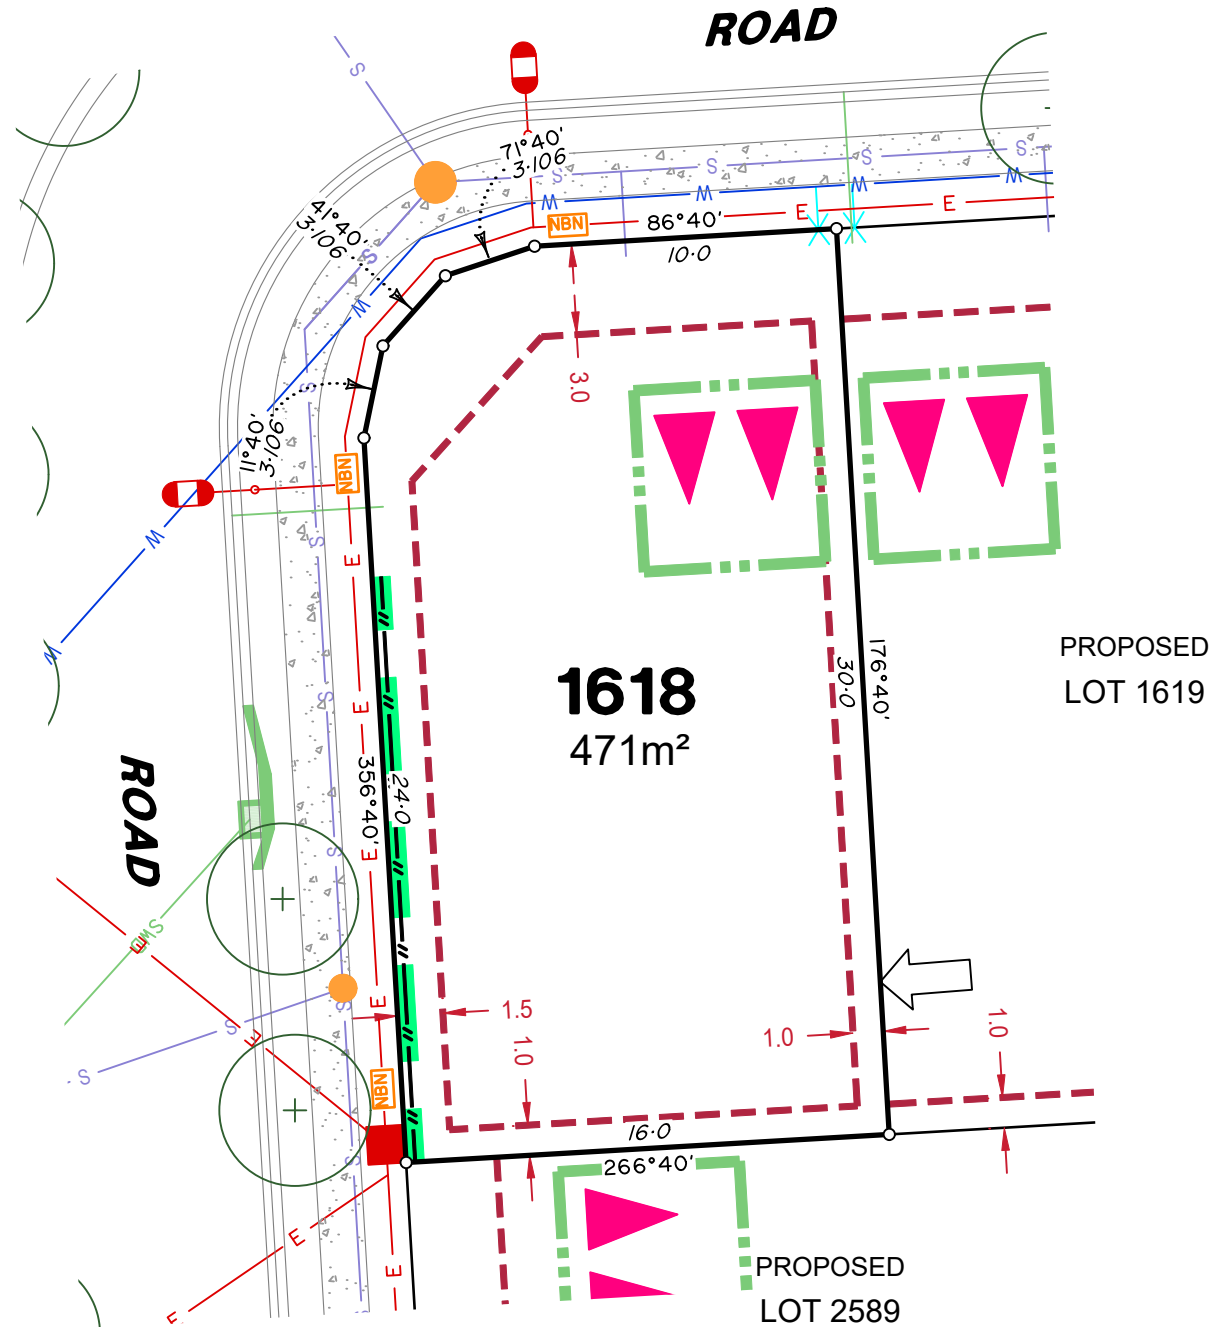 ROAD
S
71°40'
3·106
S
S
S
S
W
W
W
W
E
E
NBN
86°40'
10·0
41°40'
3·106
S
W
3.0
S
11°40'
3·106
NBN
W
S
E
W
S
E
1618
471m²
30·0
176°40'
PROPOSED
LOT 1619
ROAD
356°40'
24·0
S
E
SWD
E
E
S
S
E
S
1.5
1.0
1.0
1.0
NBN
16·0
266°40'
S
E
E
S
E
PROPOSED
LOT 2589